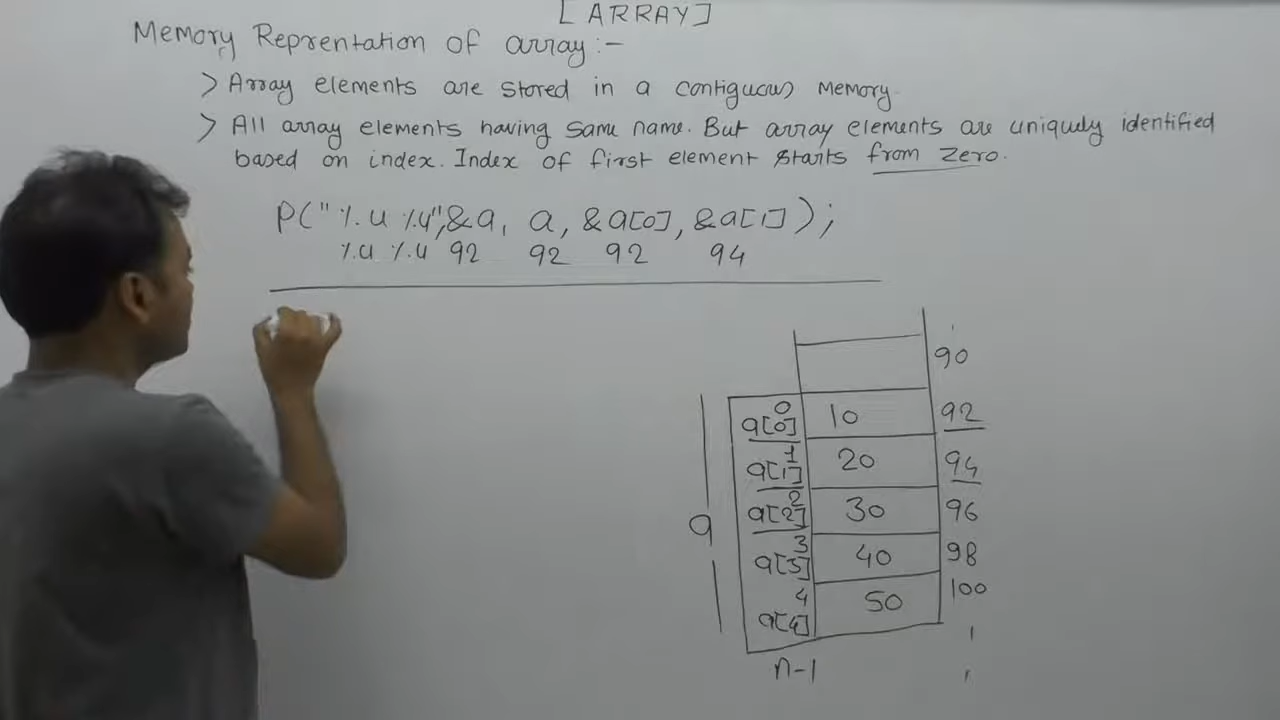 [ARRAY]
Memory Reprentation of array :-
> Array elements are stored in a contiguous Memory.
> All array elements having same name. But array elements are uniquely identified
based on index. Index of first element starts from Zero.
P("%u %u",&a, a, &a[0], &a[1]);
%u %u 92 92 92 94
90
0
a[0] 10 92
1
a[1] 20 94
2
a[2] 30 96
a
3
a[3] 40 98
4
a[4] 50 100
n-1